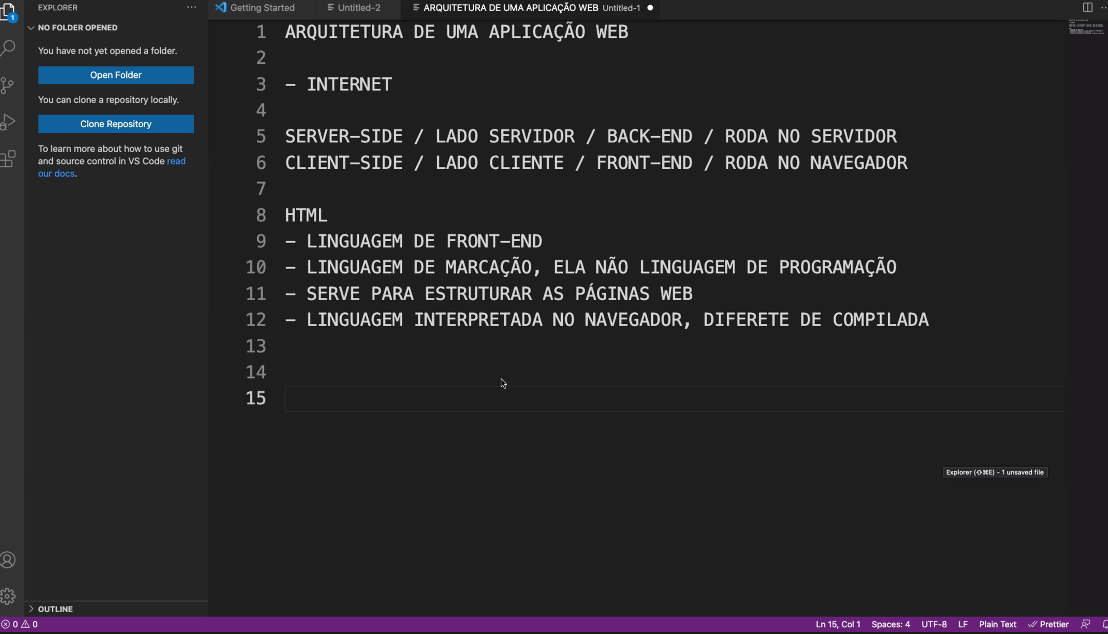 EXPLORER
···
Getting Started
Untitled-2
ARQUITETURA DE UMA APLICAÇÃO WEB Untitled-1
1
NO FOLDER OPENED
You have not yet opened a folder.
Open Folder
You can clone a repository locally.
Clone Repository
To learn more about how to use git
and source control in VS Code read
our docs.
1 ARQUITETURA DE UMA APLICAÇÃO WEB
2
3 - INTERNET
4
5 SERVER-SIDE / LADO SERVIDOR / BACK-END / RODA NO SERVIDOR
6 CLIENT-SIDE / LADO CLIENTE / FRONT-END / RODA NO NAVEGADOR
7
8 HTML
9 - LINGUAGEM DE FRONT-END
10 - LINGUAGEM DE MARCAÇÃO, ELA NÃO LINGUAGEM DE PROGRAMAÇÃO
11 - SERVE PARA ESTRUTURAR AS PÁGINAS WEB
12 - LINGUAGEM INTERPRETADA NO NAVEGADOR, DIFERETE DE COMPILADA
13
14
15
Explorer (⇧⌘E) - 1 unsaved file
OUTLINE
0 0
Ln 15, Col 1 Spaces: 4 UTF-8 LF Plain Text Prettier